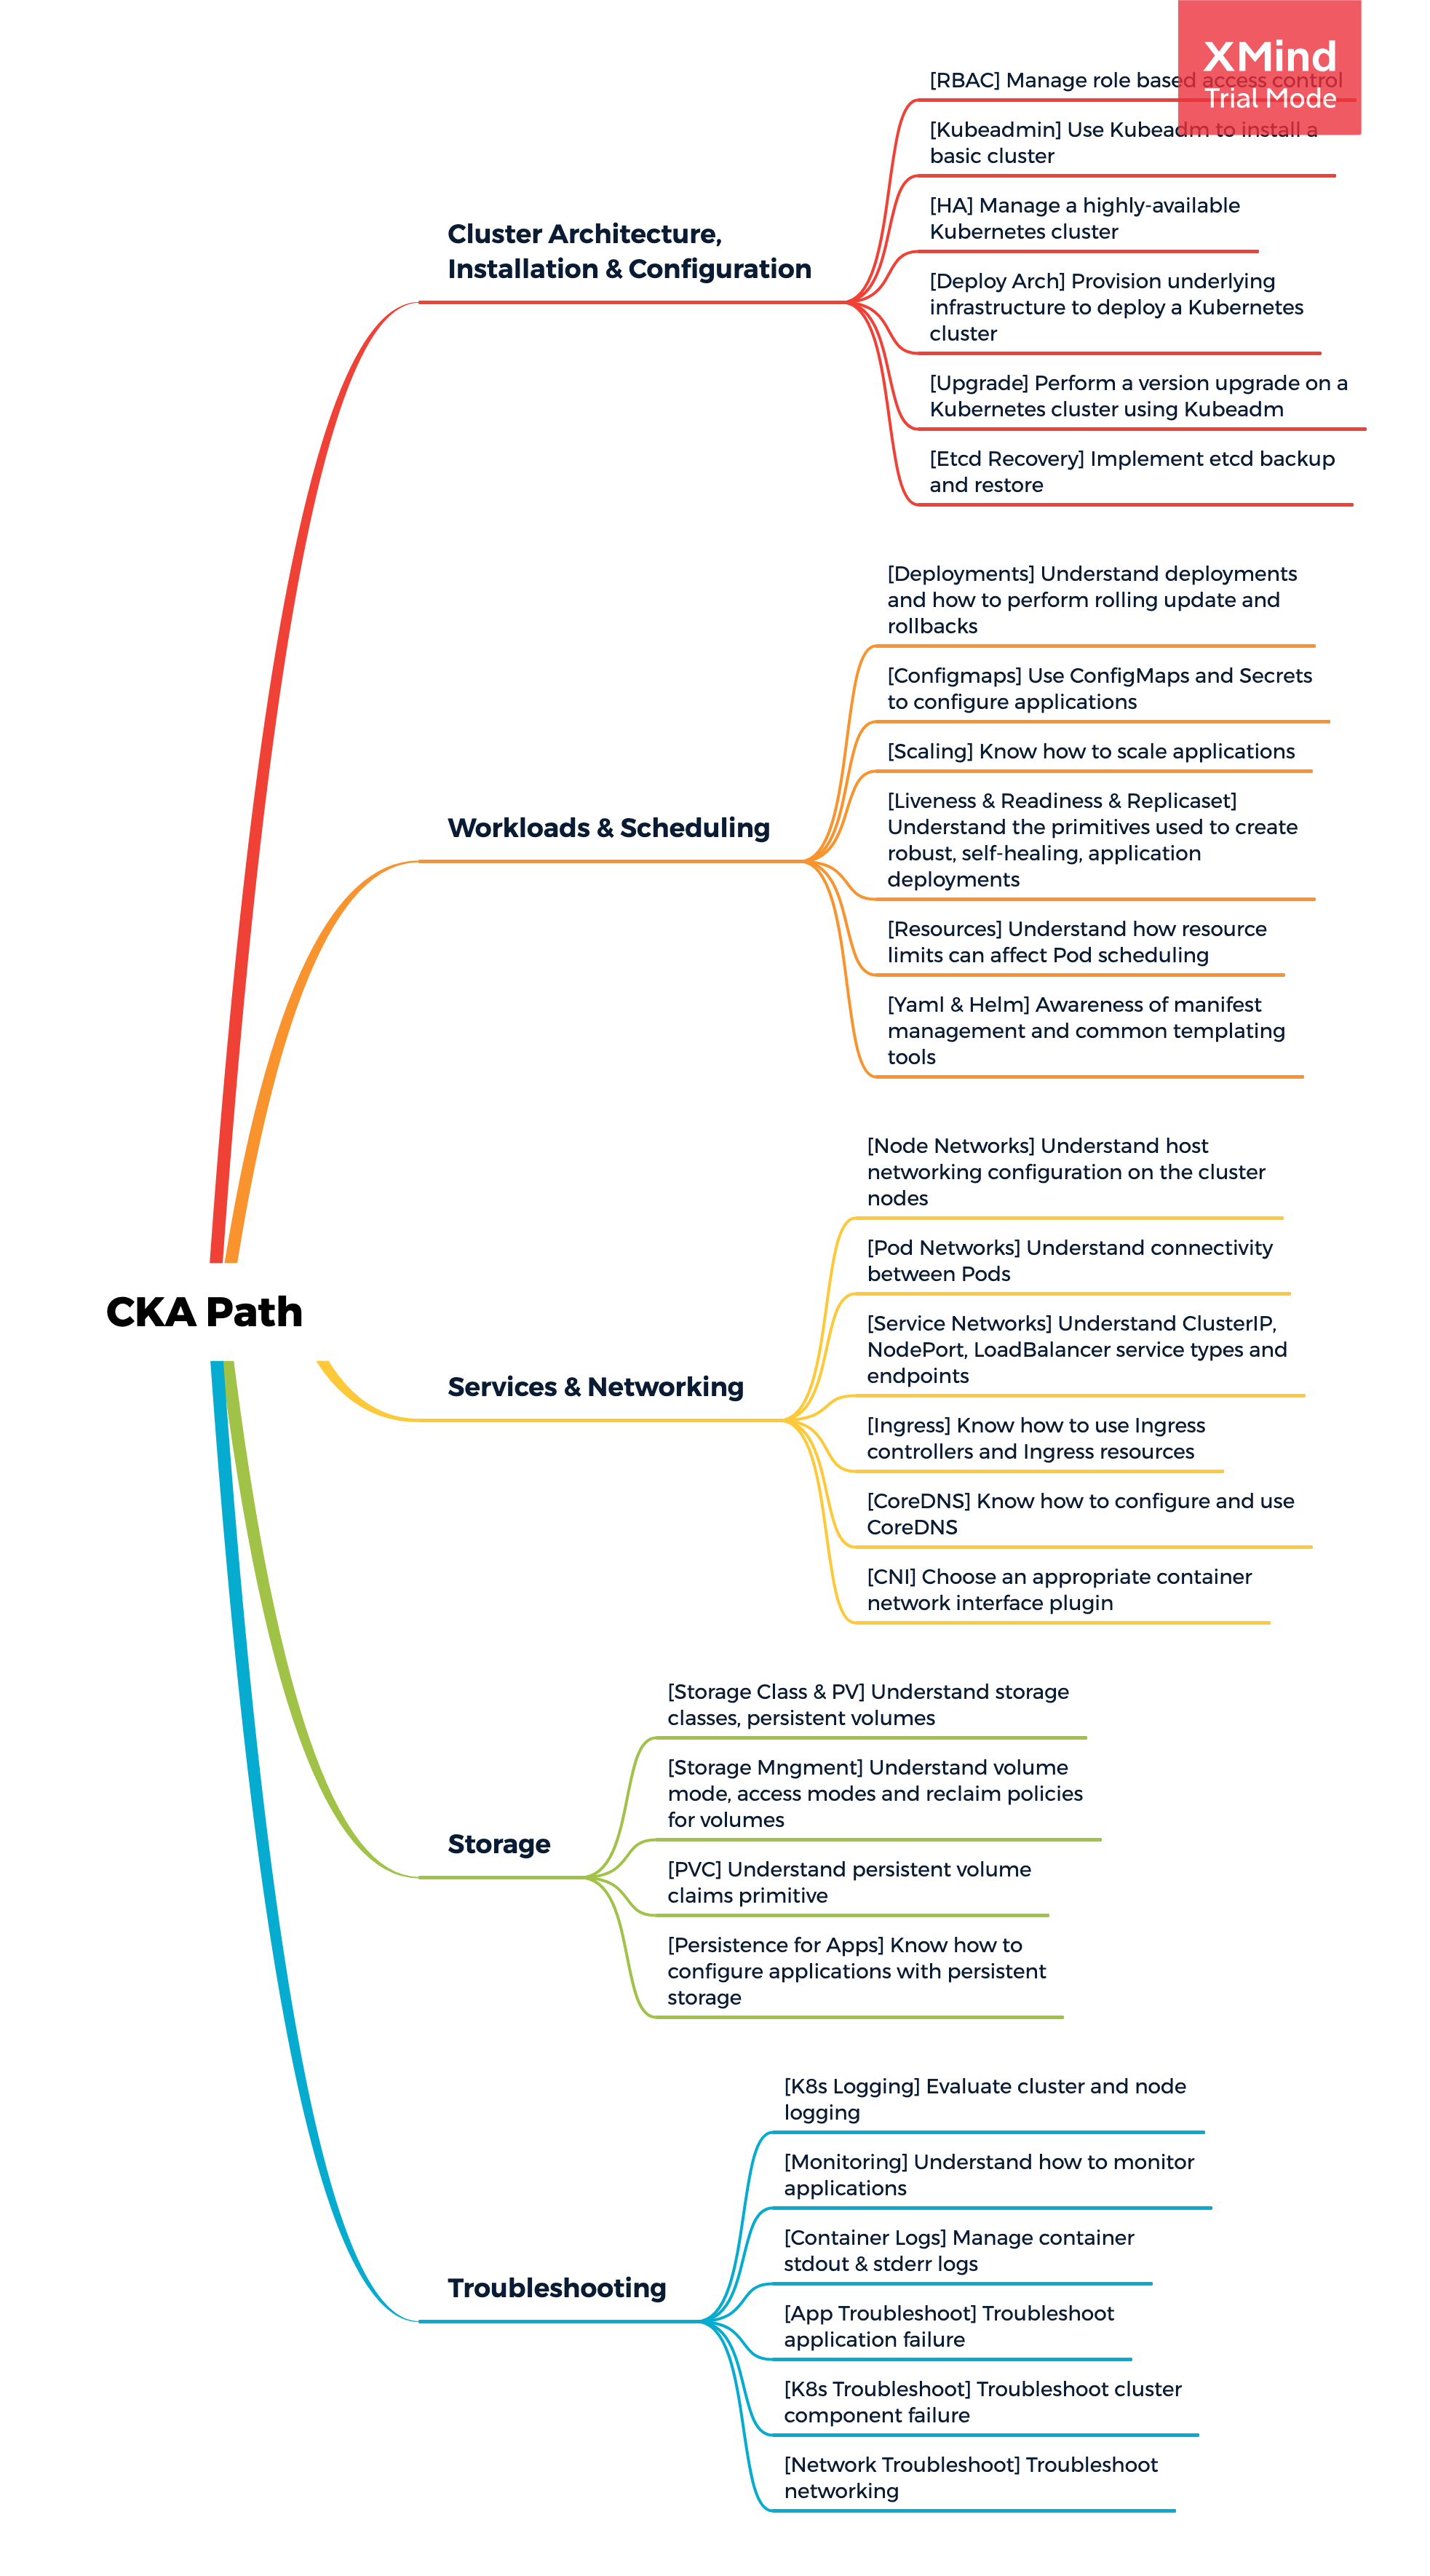 XMind
Trial Mode
[RBAC] Manage role based access control
[Kubeadmin] Use Kubeadm to install a
basic cluster
[HA] Manage a highly-available
Kubernetes cluster
Cluster Architecture,
Installation & Configuration
[Deploy Arch] Provision underlying
infrastructure to deploy a Kubernetes
cluster
[Upgrade] Perform a version upgrade on a
Kubernetes cluster using Kubeadm
[Etcd Recovery] Implement etcd backup
and restore
[Deployments] Understand deployments
and how to perform rolling update and
rollbacks
[Configmaps] Use ConfigMaps and Secrets
to configure applications
[Scaling] Know how to scale applications
Workloads & Scheduling
[Liveness & Readiness & Replicaset]
Understand the primitives used to create
robust, self-healing, application
deployments
[Resources] Understand how resource
limits can affect Pod scheduling
[Yaml & Helm] Awareness of manifest
management and common templating
tools
CKA Path
[Node Networks] Understand host
networking configuration on the cluster
nodes
[Pod Networks] Understand connectivity
between Pods
[Service Networks] Understand ClusterIP,
NodePort, LoadBalancer service types and
endpoints
Services & Networking
[Ingress] Know how to use Ingress
controllers and Ingress resources
[CoreDNS] Know how to configure and use
CoreDNS
[CNI] Choose an appropriate container
network interface plugin
[Storage Class & PV] Understand storage
classes, persistent volumes
[Storage Mngment] Understand volume
mode, access modes and reclaim policies
for volumes
Storage
[PVC] Understand persistent volume
claims primitive
[Persistence for Apps] Know how to
configure applications with persistent
storage
[K8s Logging] Evaluate cluster and node
logging
[Monitoring] Understand how to monitor
applications
[Container Logs] Manage container
stdout & stderr logs
Troubleshooting
[App Troubleshoot] Troubleshoot
application failure
[K8s Troubleshoot] Troubleshoot cluster
component failure
[Network Troubleshoot] Troubleshoot
networking